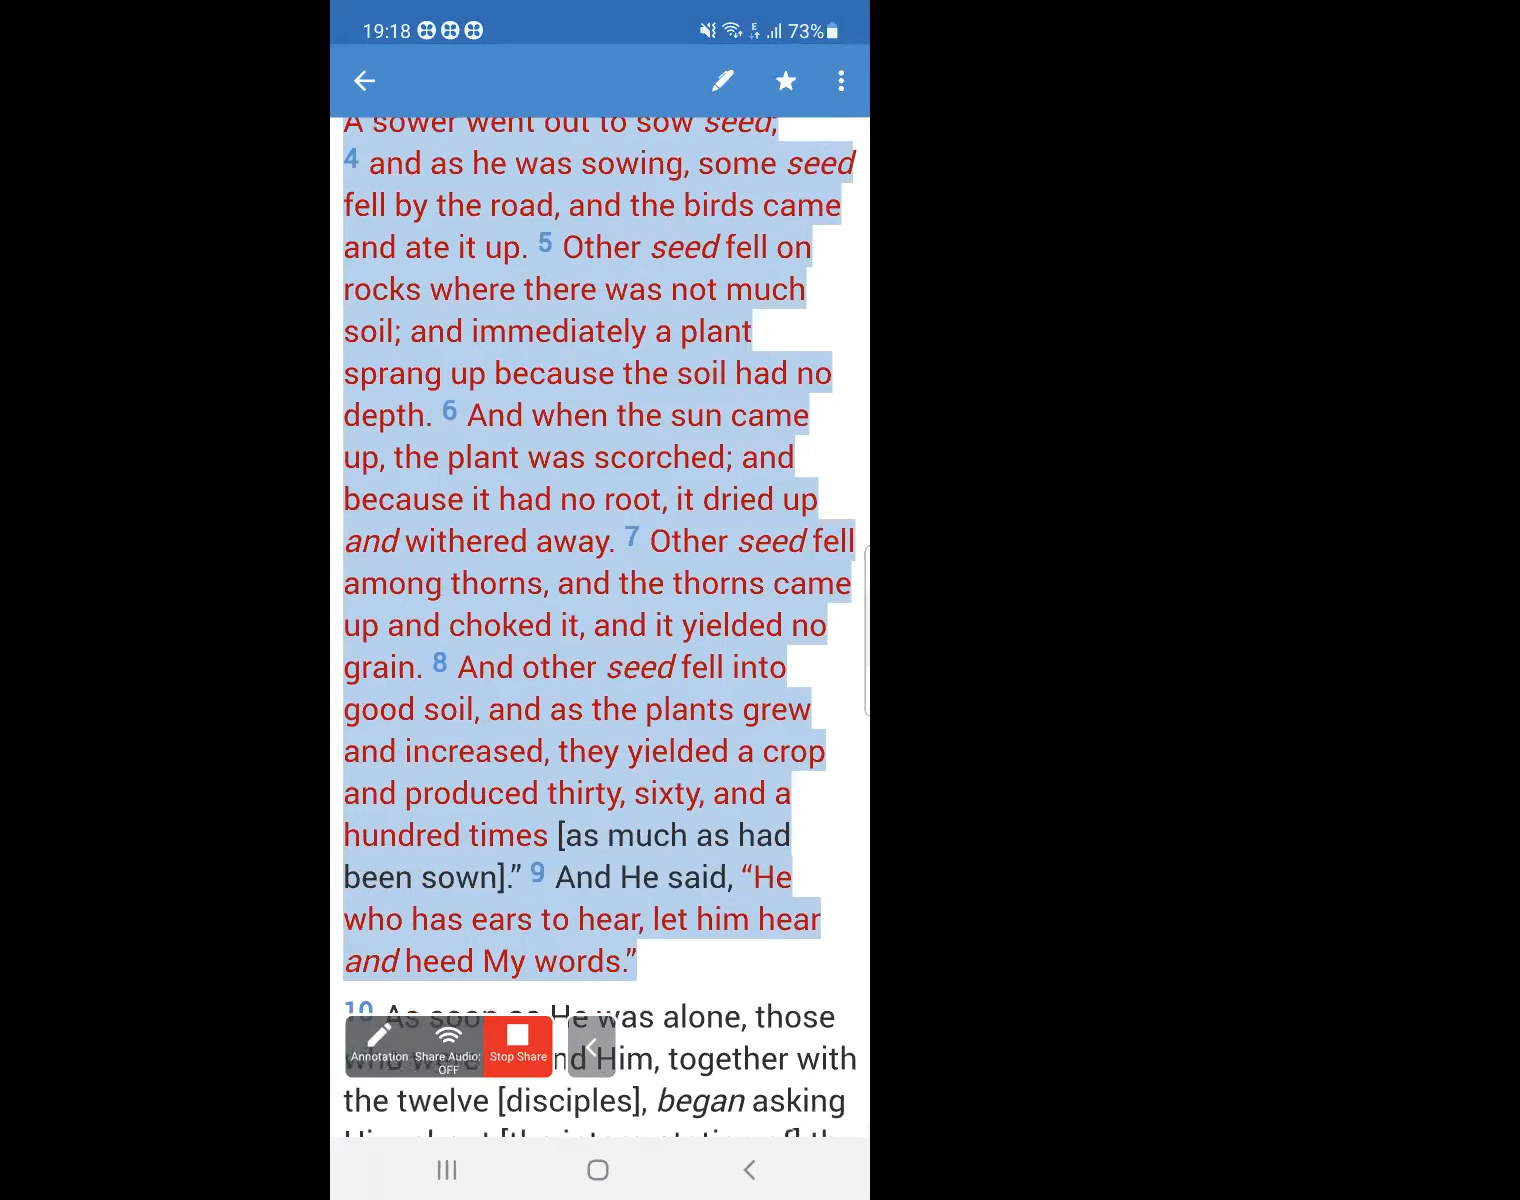 19:18 E 73%
A sower went out to sow seed;
4 and as he was sowing, some seed
fell by the road, and the birds came
and ate it up. 5 Other seed fell on
rocks where there was not much
soil; and immediately a plant
sprang up because the soil had no
depth. 6 And when the sun came
up, the plant was scorched; and
because it had no root, it dried up
and withered away. 7 Other seed fell
among thorns, and the thorns came
up and choked it, and it yielded no
grain. 8 And other seed fell into
good soil, and as the plants grew
and increased, they yielded a crop
and produced thirty, sixty, and a
hundred times [as much as had
been sown].” 9 And He said, “He
who has ears to hear, let him hear
and heed My words.”
10 As soon as He was alone, those
Annotation Share Audio: OFF Stop Share
who were Him, together with
the twelve [disciples], began asking